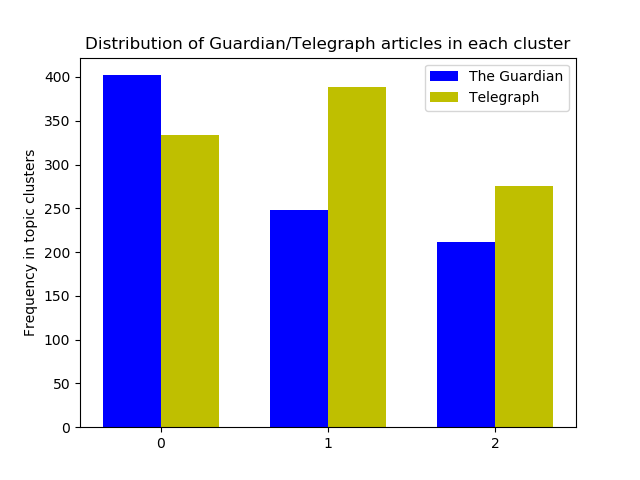 Distribution of Guardian/Telegraph articles in each cluster
The Guardian
Telegraph
Frequency in topic clusters
400
350
300
250
200
150
100
50
0
0 1 2